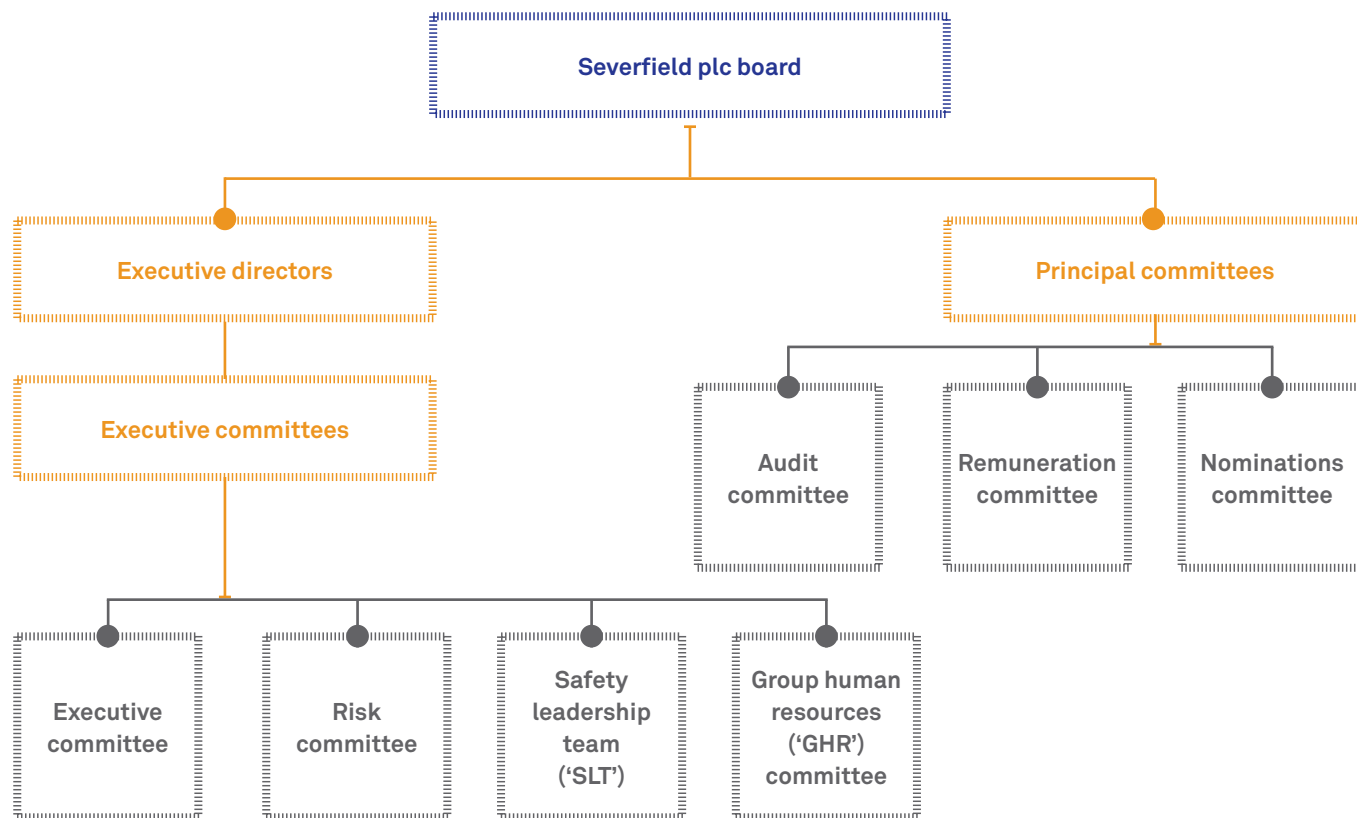 Severfield plc board
Executive directors
Principal committees
Executive committees
Audit
committee
Remuneration
committee
Nominations
committee
Executive
committee
Risk
committee
Safety
leadership
team
(‘SLT’)
Group human
resources
(‘GHR’)
committee